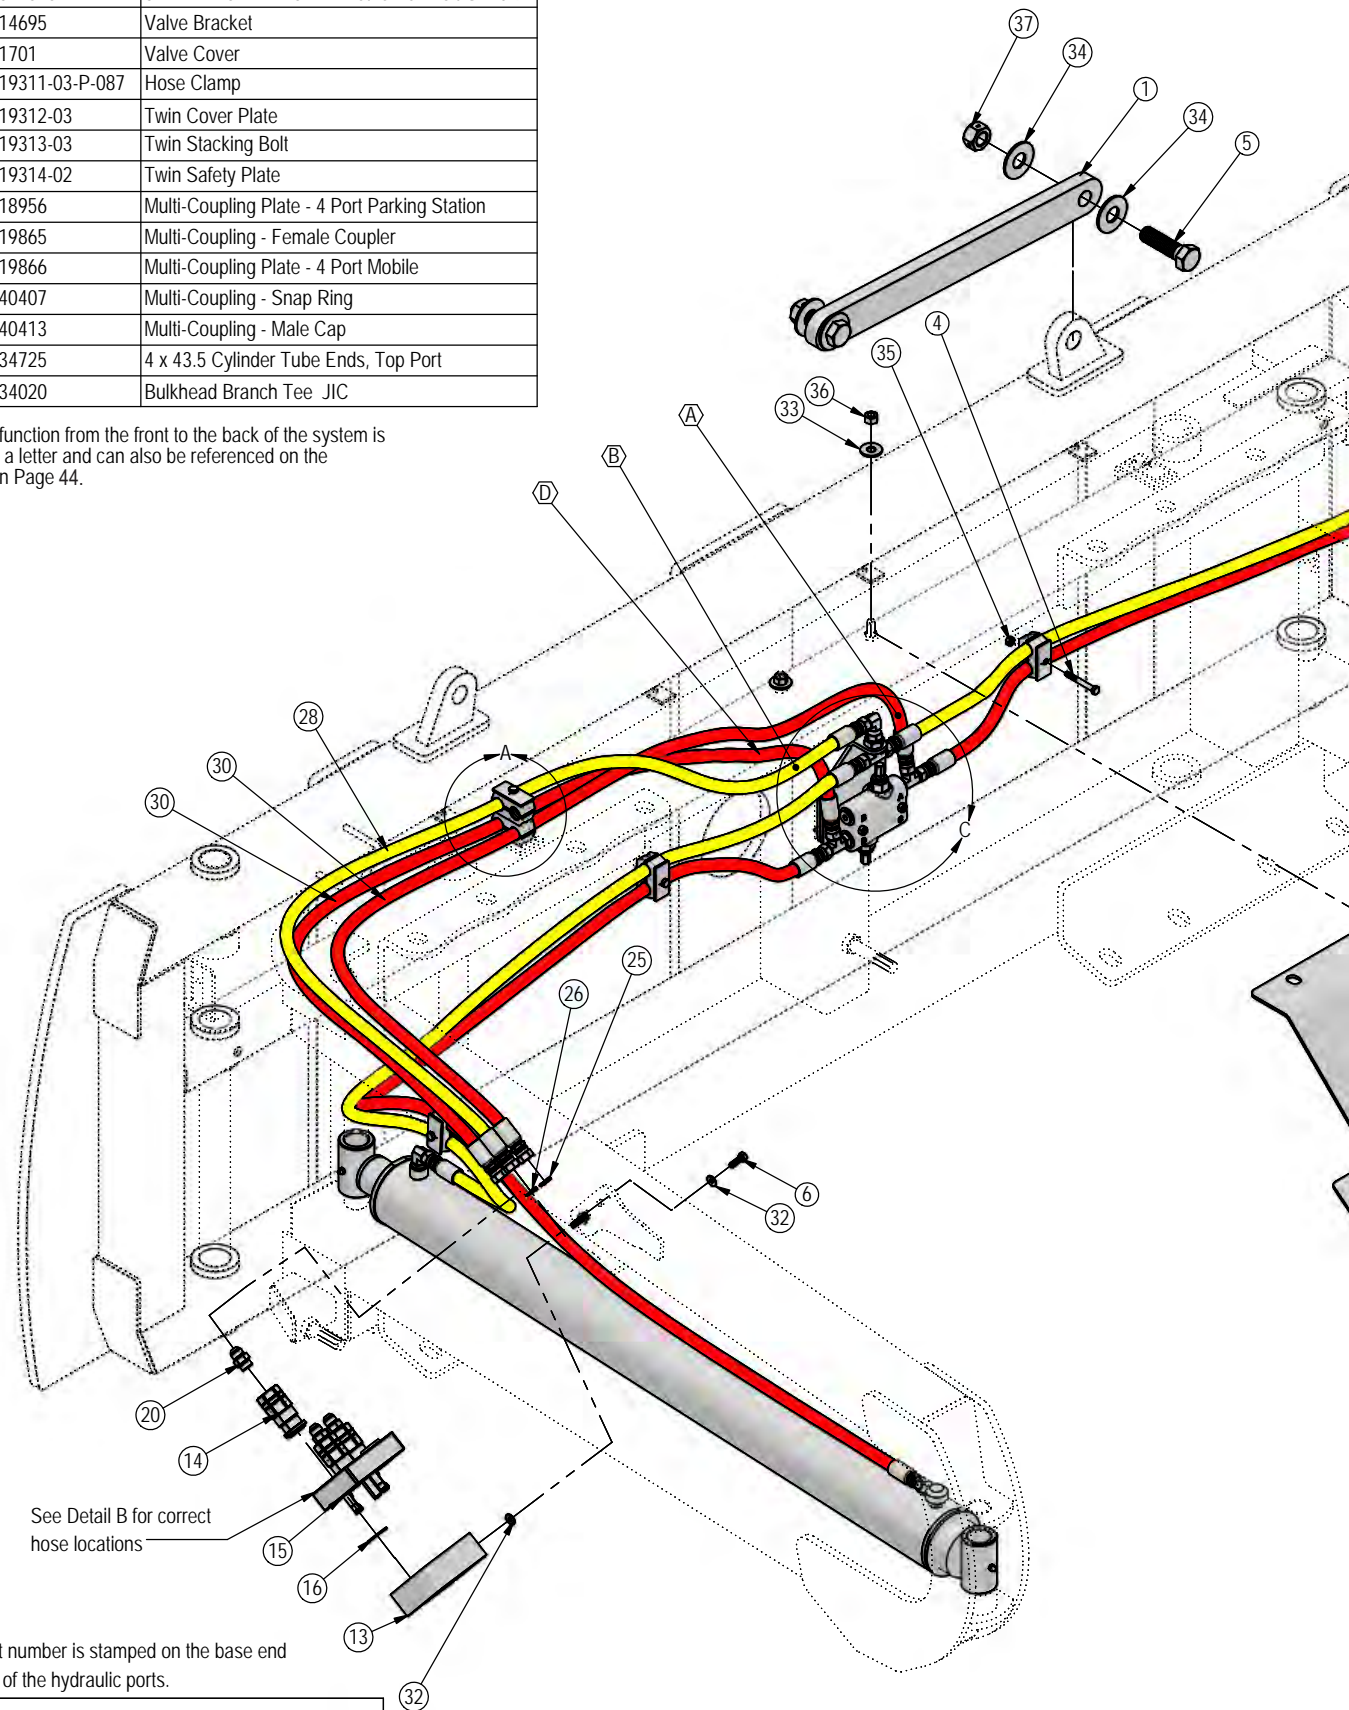 14695 Valve Bracket
1701 Valve Cover
19311-03-P-087 Hose Clamp
19312-03 Twin Cover Plate
19313-03 Twin Stacking Bolt
19314-02 Twin Safety Plate
18956 Multi-Coupling Plate - 4 Port Parking Station
19865 Multi-Coupling - Female Coupler
19866 Multi-Coupling Plate - 4 Port Mobile
40407 Multi-Coupling - Snap Ring
40413 Multi-Coupling - Male Cap
34725 4 x 43.5 Cylinder Tube Ends, Top Port
34020 Bulkhead Branch Tee JIC
function from the front to the back of the system is
a letter and can also be referenced on the
n Page 44.
37
34
1
34
5
4
35
36
33
A
B
D
28
30
30
A
C
25
26
6
32
20
14
See Detail B for correct
hose locations
15
16
13
32
t number is stamped on the base end
of the hydraulic ports.